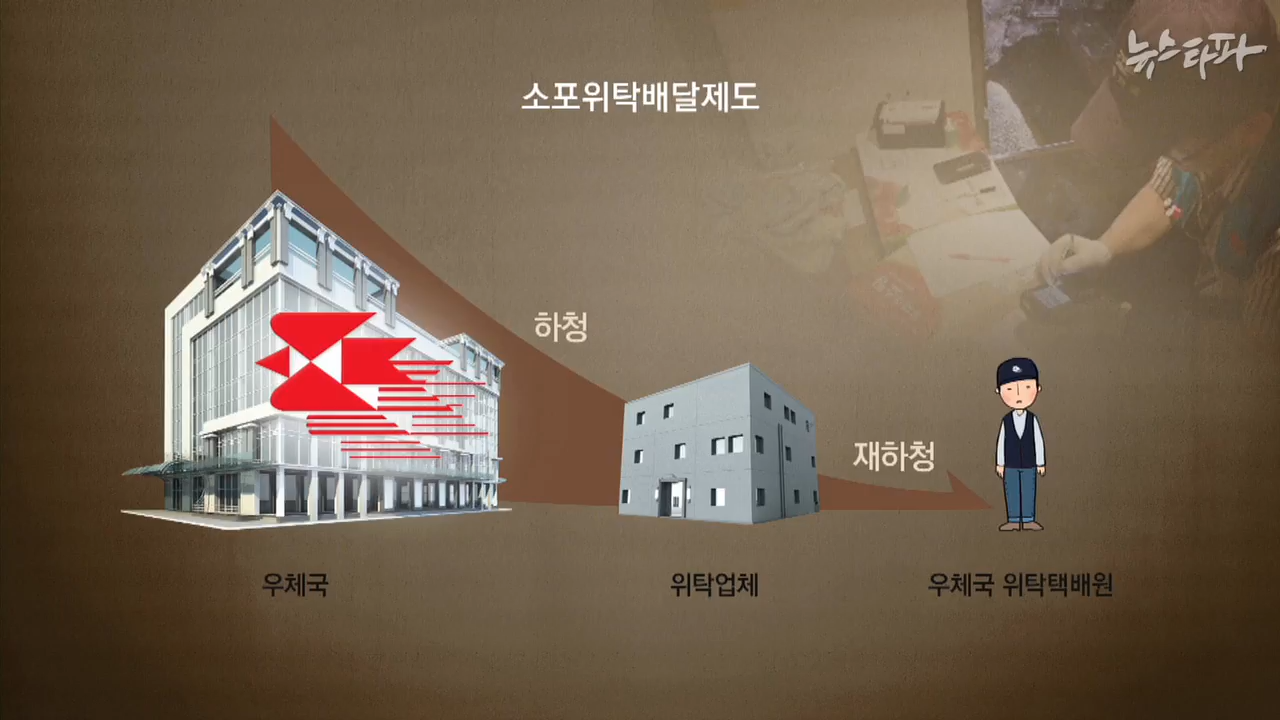 뉴스타파
소포위탁배달제도
하청
재하청
우체국
위탁업체
우체국 위탁택배원